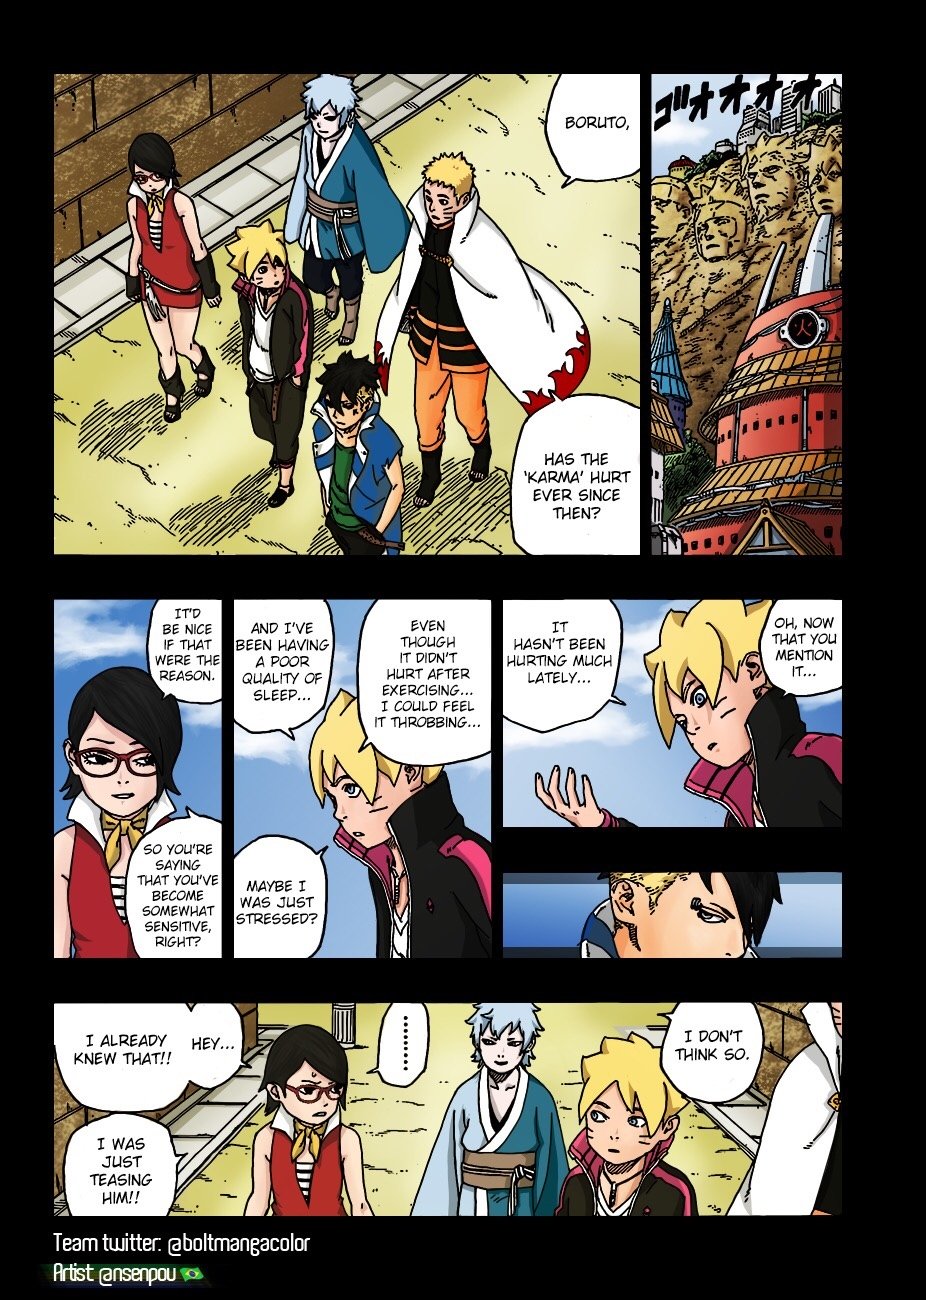 ゴオオオオ
火
BORUTO,
HAS THE
‘KARMA’ HURT
EVER SINCE
THEN?
OH, NOW
THAT YOU
MENTION
IT...
IT
HASN'T BEEN
HURTING MUCH
LATELY...
EVEN
THOUGH
IT DIDN'T
HURT AFTER
EXERCISING...
I COULD FEEL
IT THROBBING...
AND I'VE
BEEN HAVING
A POOR
QUALITY OF
SLEEP...
MAYBE I
WAS JUST
STRESSED?
IT'D
BE NICE
IF THAT
WERE THE
REASON.
SO YOU'RE
SAYING
THAT YOU'VE
BECOME
SOMEWHAT
SENSITIVE,
RIGHT?
I DON'T
THINK SO.
........
HEY...
I ALREADY
KNEW THAT!!
I WAS
JUST
TEASING
HIM!!
Team twitter: @boltmangacolor
Artist @nsenpou